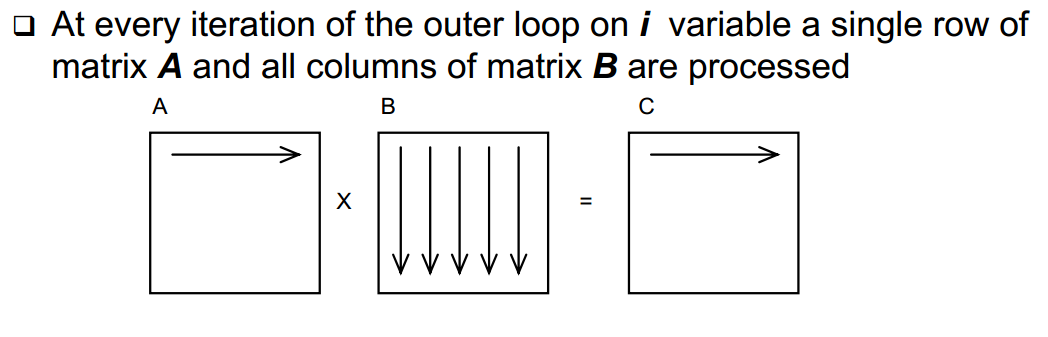 ❑ At every iteration of the outer loop on i variable a single row of
matrix A and all columns of matrix B are processed
A B C
X =